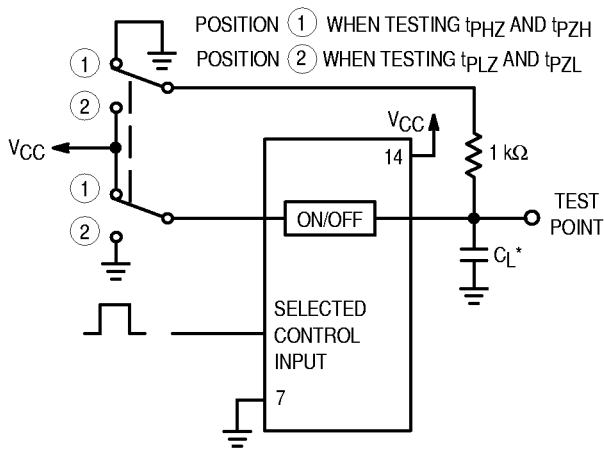 POSITION 1 WHEN TESTING tPHZ AND tPZH
POSITION 2 WHEN TESTING tPLZ AND tPZL
1
2
VCC
1
2
VCC
14
1 kΩ
ON/OFF
TEST
POINT
CL*
SELECTED
CONTROL
INPUT
7